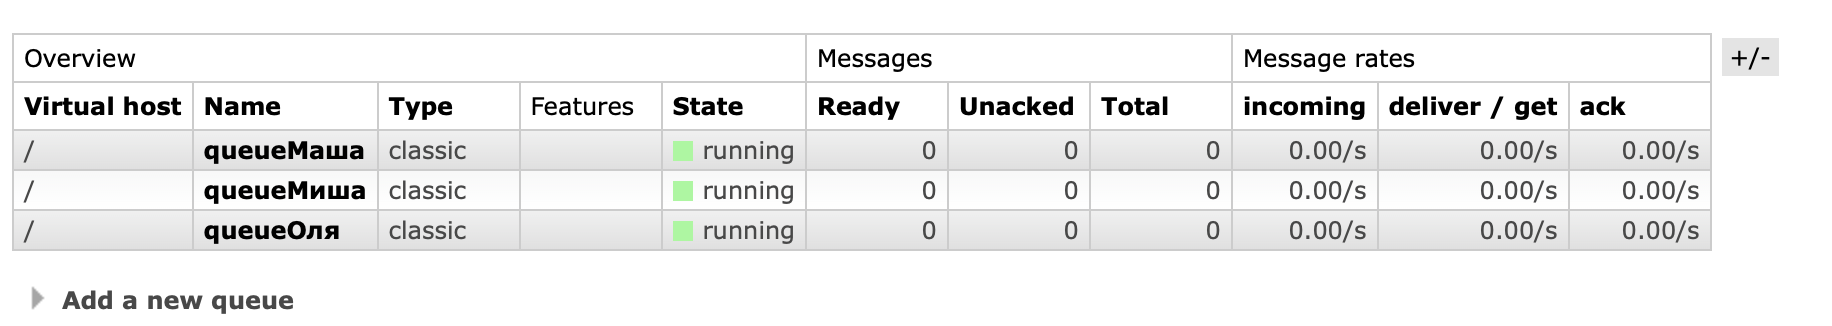 Overview Messages Message rates +/-
Virtual host Name Type Features State Ready Unacked Total incoming deliver / get ack
/ queueМаша classic running 0 0 0 0.00/s 0.00/s 0.00/s
/ queueМиша classic running 0 0 0 0.00/s 0.00/s 0.00/s
/ queueОля classic running 0 0 0 0.00/s 0.00/s 0.00/s
Add a new queue